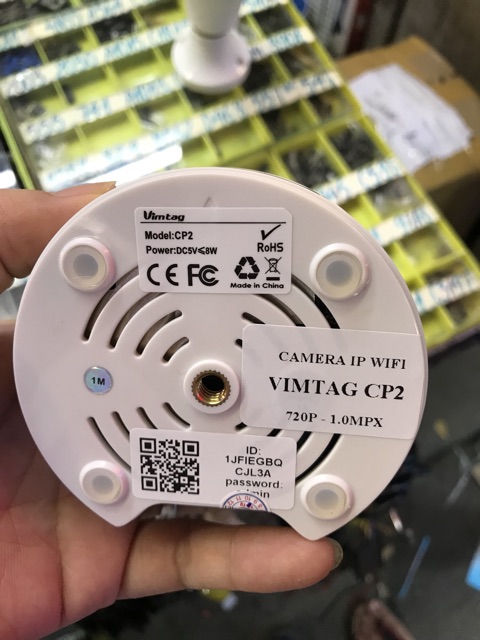 Vimtag
Model:CP2
Power:DC5V⩽8W
RoHS
CE FC
Made in China
CAMERA IP WIFI
VIMTAG CP2
720P - 1.0MPX
1M
ID:
1JFIEGBQ
CJL3A
password: